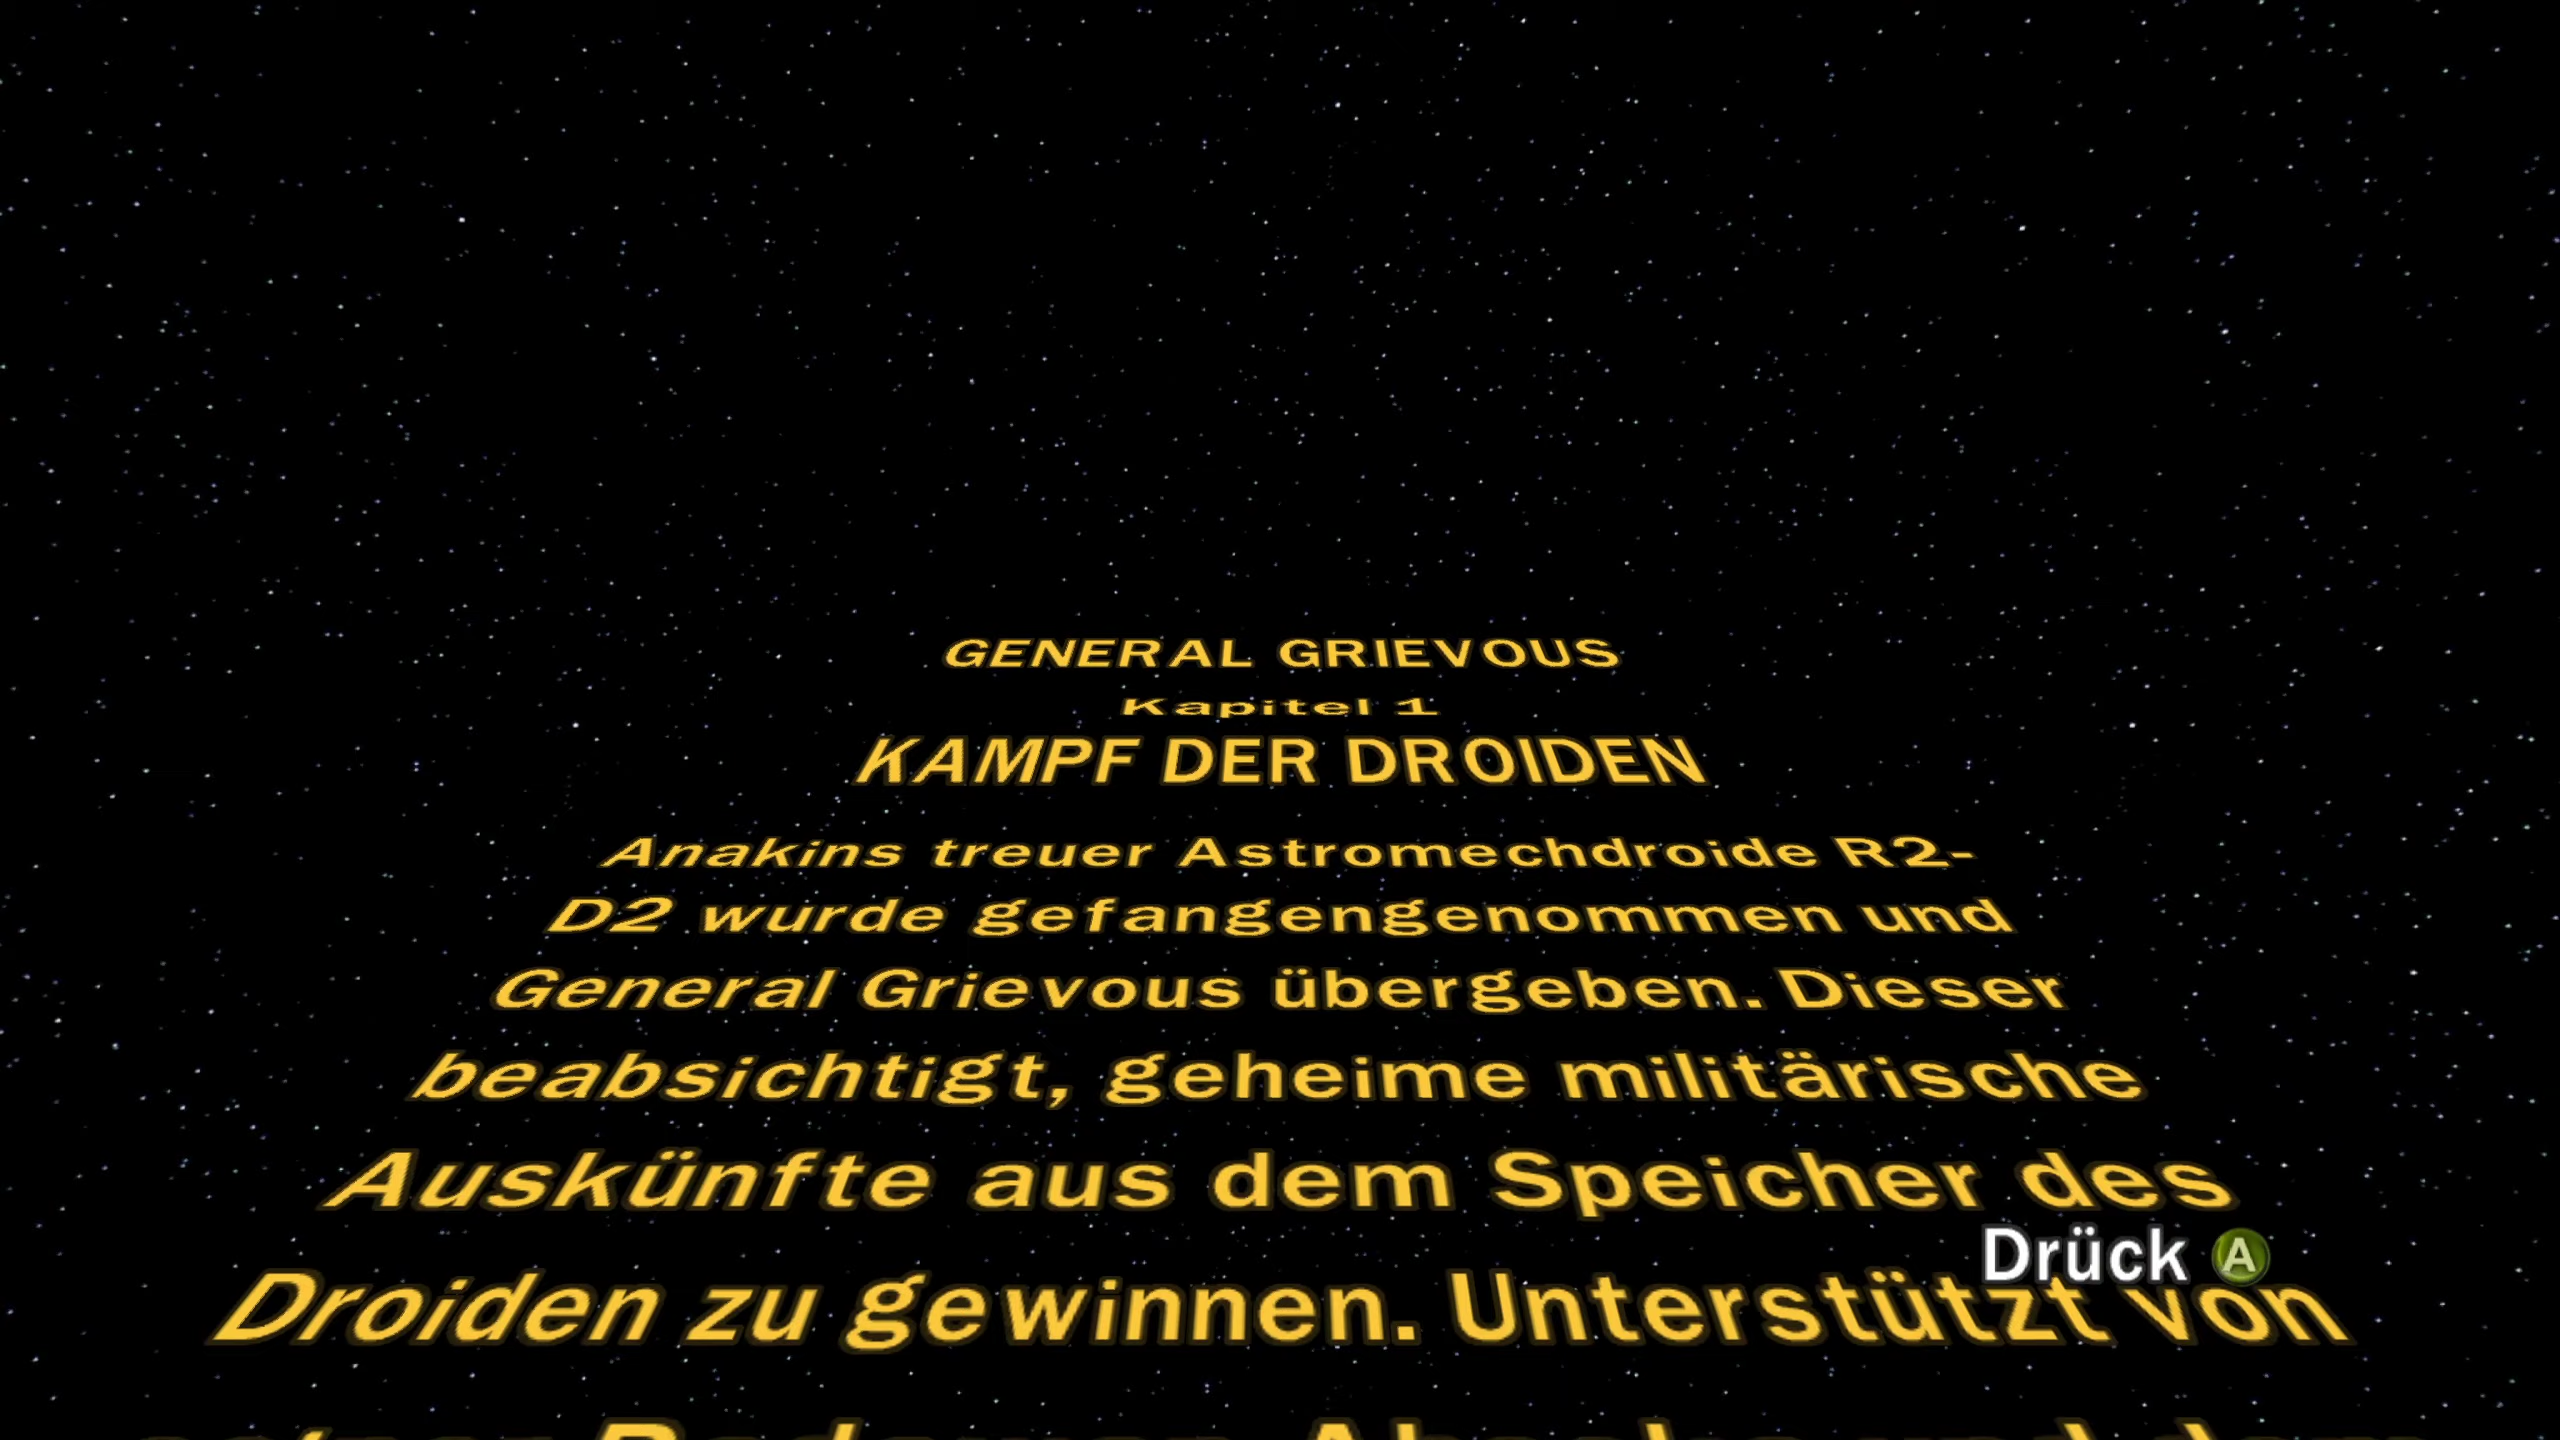 GENERAL GRIEVOUS
Kapitel 1
KAMPF DER DROIDEN
Anakins treuer Astromechdroide R2-
D2 wurde gefangengenommen und
General Grievous übergeben. Dieser
beabsichtigt, geheime militärische
Auskünfte aus dem Speicher des
Drück A
Droiden zu gewinnen. Unterstützt von